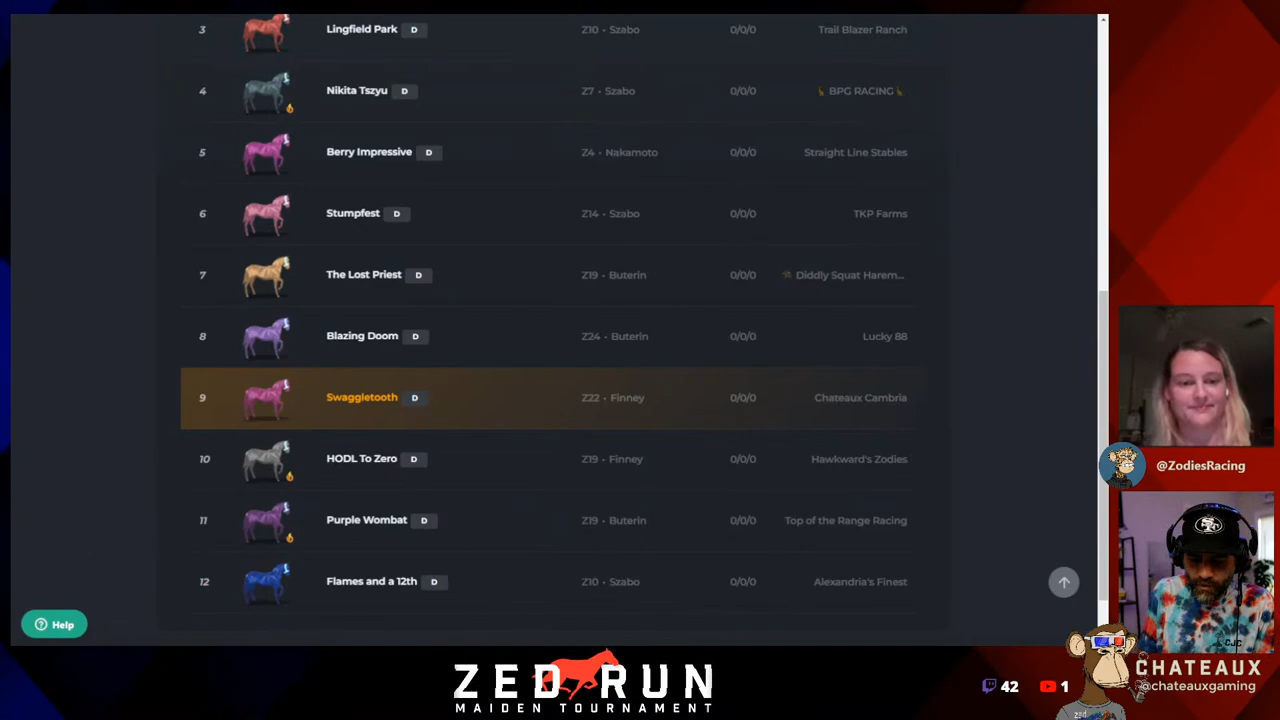 3 Lingfield Park D Z10 • Szabo 0/0/0 Trail Blazer Ranch
4 Nikita Tszyu D Z7 • Szabo 0/0/0 BPG RACING
5 Berry Impressive D Z4 • Nakamoto 0/0/0 Straight Line Stables
6 Stumpfest D Z14 • Szabo 0/0/0 TKP Farms
7 The Lost Priest D Z19 • Buterin 0/0/0 Diddly Squat Harem...
8 Blazing Doom D Z24 • Buterin 0/0/0 Lucky 88
9 Swaggletooth D Z22 • Finney 0/0/0 Chateaux Cambria
10 HODL To Zero D Z19 • Finney 0/0/0 Hawkward's Zodies
11 Purple Wombat D Z19 • Buterin 0/0/0 Top of the Range Racing
12 Flames and a 12th D Z10 • Szabo 0/0/0 Alexandria's Finest
Help
@ZodiesRacing
SF
CJC
ZED RUN
MAIDEN TOURNAMENT
42 1
CHATEAUX
@chateauxgaming